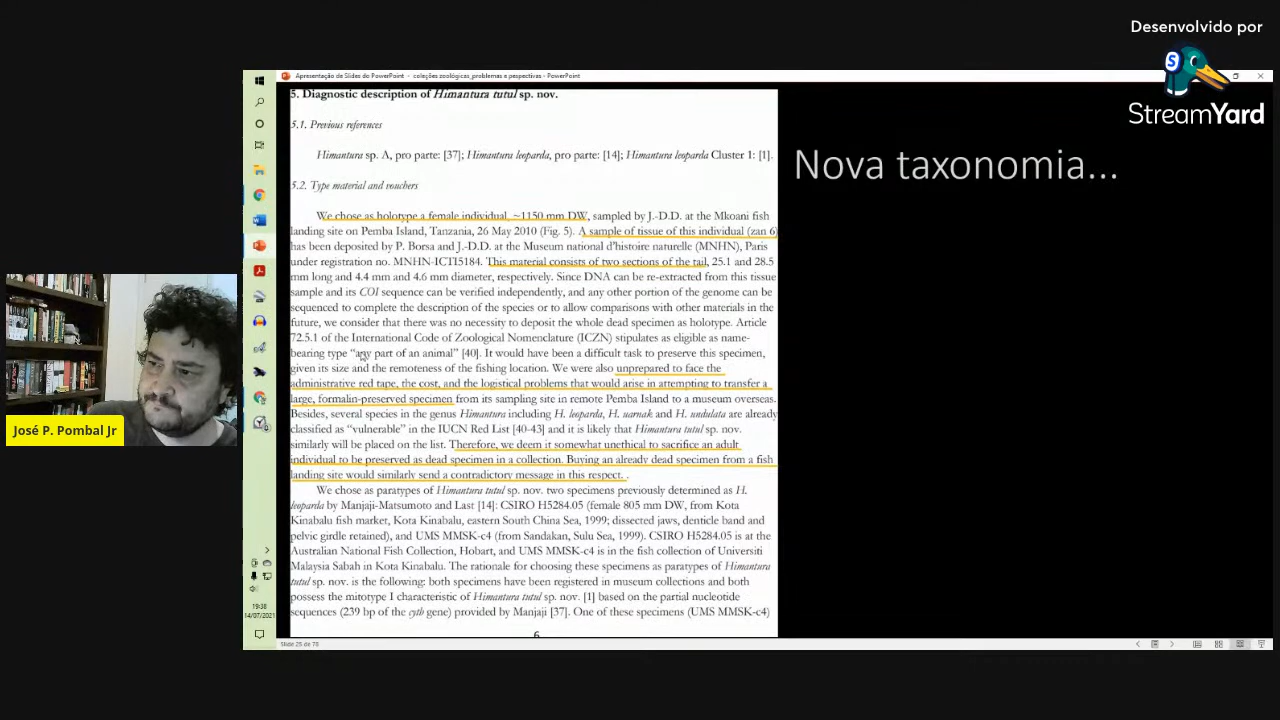 Desenvolvido por
StreamYard
Apresentação de Slides do PowerPoint - coleções zoológicas_problemas e perspectivas - PowerPoint
5. Diagnostic description of Himantura tutul sp. nov.
5.1. Previous references
Himantura sp. A, pro parte: [37]; Himantura leoparda, pro parte: [14]; Himantura leoparda Cluster 1: [1].
5.2. Type material and vouchers
We chose as holotype a female individual, ~1150 mm DW, sampled by J.-D.D. at the Mkoani fish
landing site on Pemba Island, Tanzania, 26 May 2010 (Fig. 5). A sample of tissue of this individual (zan 6)
has been deposited by P. Borsa and J.-D.D. at the Museum national d'histoire naturelle (MNHN), Paris
under registration no. MNHN-ICTI5184. This material consists of two sections of the tail, 25.1 and 28.5
mm long and 4.4 mm and 4.6 mm diameter, respectively. Since DNA can be re-extracted from this tissue
sample and its COI sequence can be verified independently, and any other portion of the genome can be
sequenced to complete the description of the species or to allow comparisons with other materials in the
future, we consider that there was no necessity to deposit the whole dead specimen as holotype. Article
72.5.1 of the International Code of Zoological Nomenclature (ICZN) stipulates as eligible as name-
bearing type “any part of an animal” [40]. It would have been a difficult task to preserve this specimen,
given its size and the remoteness of the fishing location. We were also unprepared to face the
administrative red tape, the cost, and the logistical problems that would arise in attempting to transfer a
large, formalin-preserved specimen from its sampling site in remote Pemba Island to a museum overseas.
Besides, several species in the genus Himantura including H. leoparda, H. uarnak and H. undulata are already
classified as “vulnerable” in the IUCN Red List [40-43] and it is likely that Himantura tutul sp. nov.
similarly will be placed on the list. Therefore, we deem it somewhat unethical to sacrifice an adult
individual to be preserved as dead specimen in a collection. Buying an already dead specimen from a fish
landing site would similarly send a contradictory message in this respect. .
We chose as paratypes of Himantura tutul sp. nov. two specimens previously determined as H.
leoparda by Manjaji-Matsumoto and Last [14]: CSIRO H5284.05 (female 805 mm DW, from Kota
Kinabalu fish market, Kota Kinabalu, eastern South China Sea, 1999; dissected jaws, denticle band and
pelvic girdle retained), and UMS MMSK-c4 (from Sandakan, Sulu Sea, 1999). CSIRO H5284.05 is at the
Australian National Fish Collection, Hobart, and UMS MMSK-c4 is in the fish collection of Universiti
Malaysia Sabah in Kota Kinabalu. The rationale for choosing these specimens as paratypes of Himantura
tutul sp. nov. is the following: both specimens have been registered in museum collections and both
possess the mitotype I characteristic of Himantura tutul sp. nov. [1] based on the partial nucleotide
sequences (239 bp of the cytb gene) provided by Manjaji [37]. One of these specimens (UMS MMSK-c4)
6
Nova taxonomia...
José P. Pombal Jr
19:38
14/07/2021
Slide 25 de 78